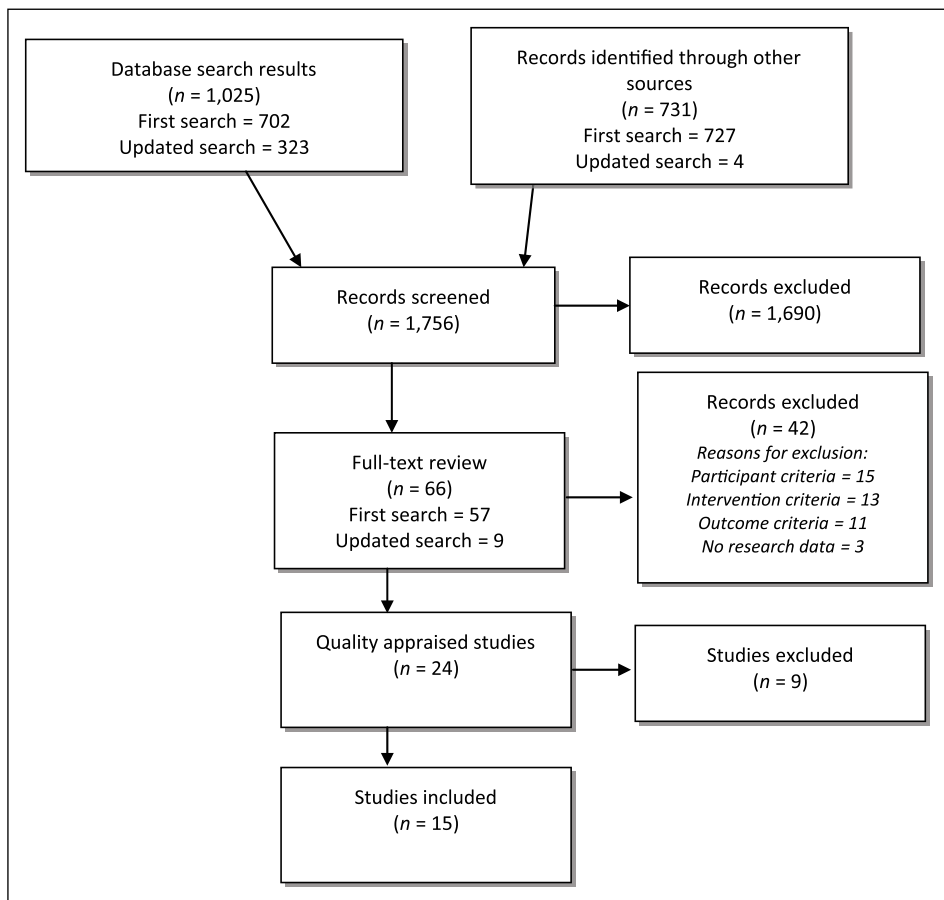 Database search results
(n = 1,025)
First search = 702
Updated search = 323
Records identified through other
sources
(n = 731)
First search = 727
Updated search = 4
Records screened
(n = 1,756)
Records excluded
(n = 1,690)
Full-text review
(n = 66)
First search = 57
Updated search = 9
Records excluded
(n = 42)
Reasons for exclusion:
Participant criteria = 15
Intervention criteria = 13
Outcome criteria = 11
No research data = 3
Quality appraised studies
(n = 24)
Studies excluded
(n = 9)
Studies included
(n = 15)